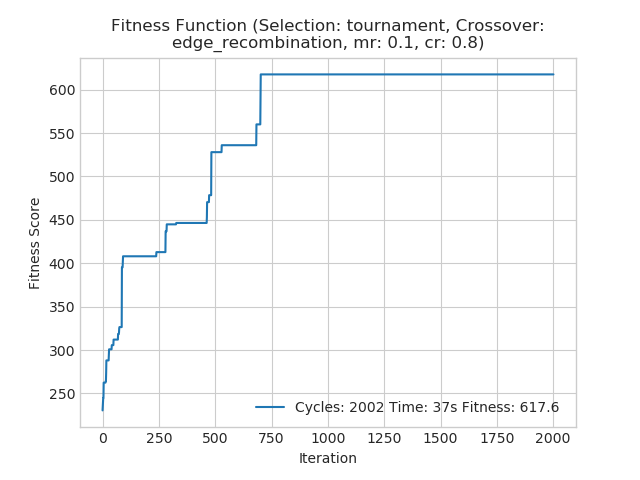 Fitness Function (Selection: tournament, Crossover:
edge_recombination, mr: 0.1, cr: 0.8)
Fitness Score
600
550
500
450
400
350
300
250
Cycles: 2002 Time: 37s Fitness: 617.6
0 250 500 750 1000 1250 1500 1750 2000
Iteration